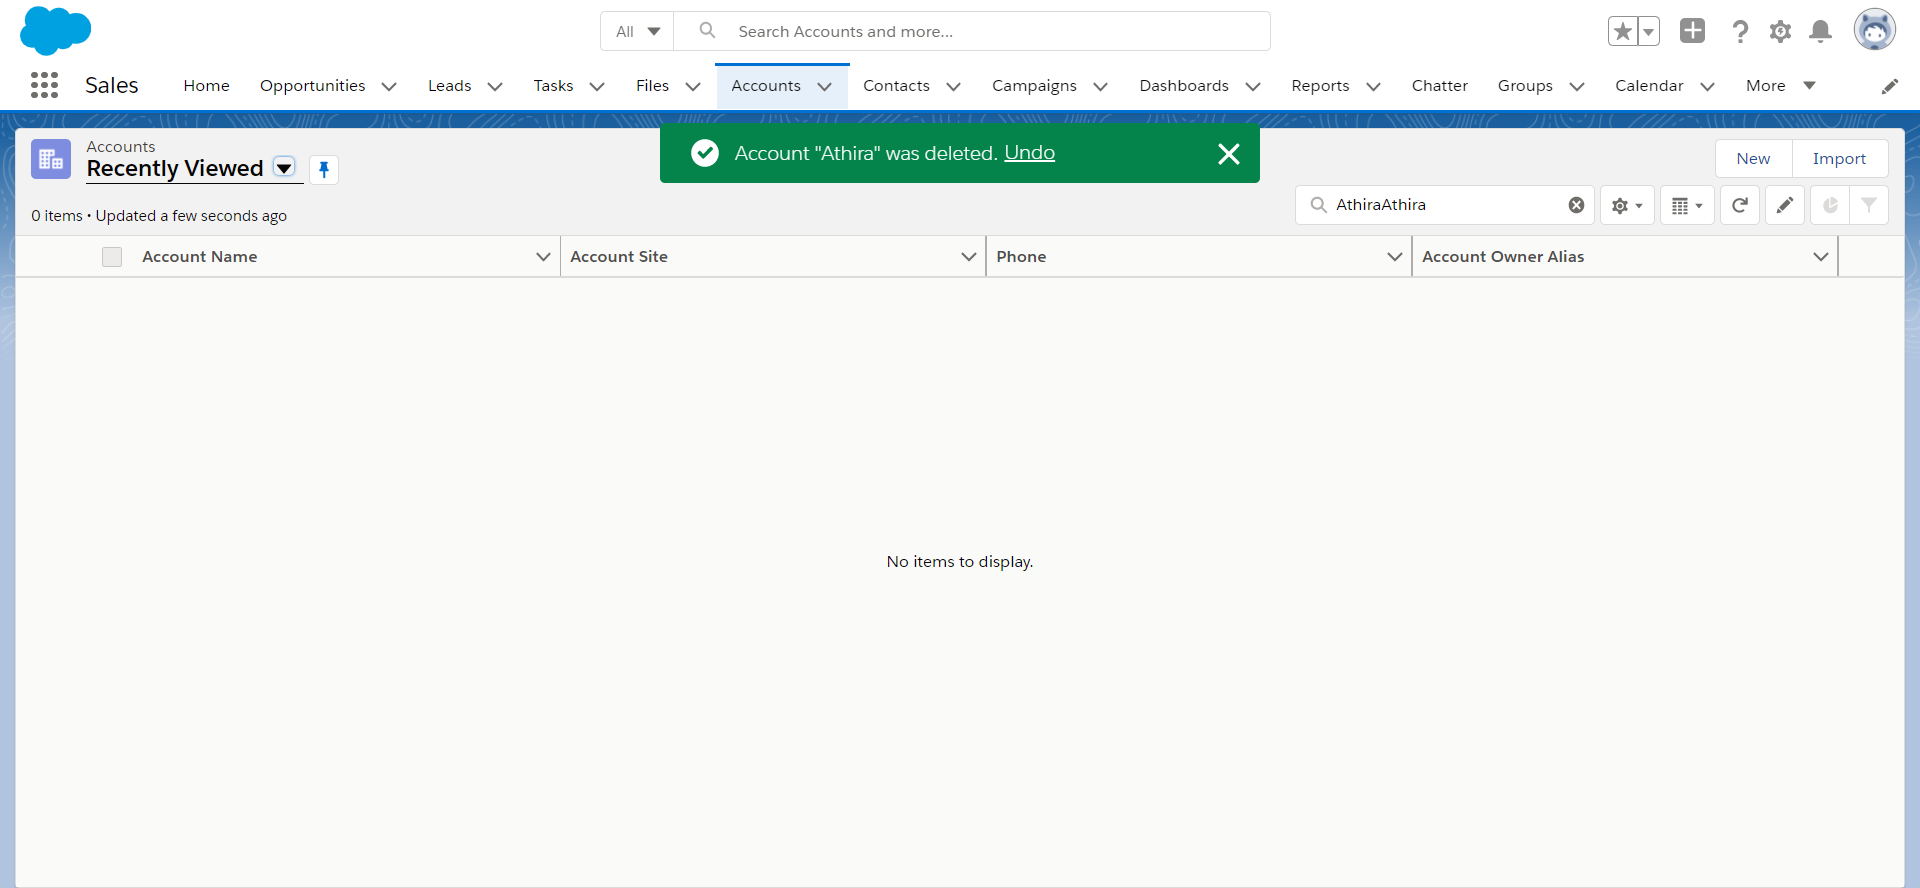 All
Search Accounts and more...
Sales
Home
Opportunities
Leads
Tasks
Files
Accounts
Contacts
Campaigns
Dashboards
Reports
Chatter
Groups
Calendar
More
Accounts
Recently Viewed
Account "Athira" was deleted. Undo
New
Import
0 items • Updated a few seconds ago
AthiraAthira
Account Name
Account Site
Phone
Account Owner Alias
No items to display.